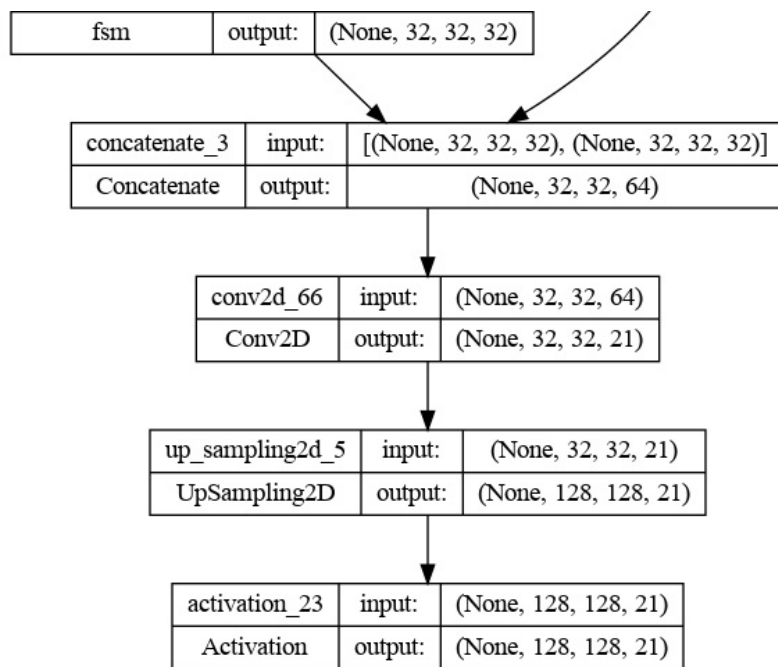 fsm output: (None, 32, 32, 32)
concatenate_3 input: [(None, 32, 32, 32), (None, 32, 32, 32)]
Concatenate output: (None, 32, 32, 64)
conv2d_66 input: (None, 32, 32, 64)
Conv2D output: (None, 32, 32, 21)
up_sampling2d_5 input: (None, 32, 32, 21)
UpSampling2D output: (None, 128, 128, 21)
activation_23 input: (None, 128, 128, 21)
Activation output: (None, 128, 128, 21)